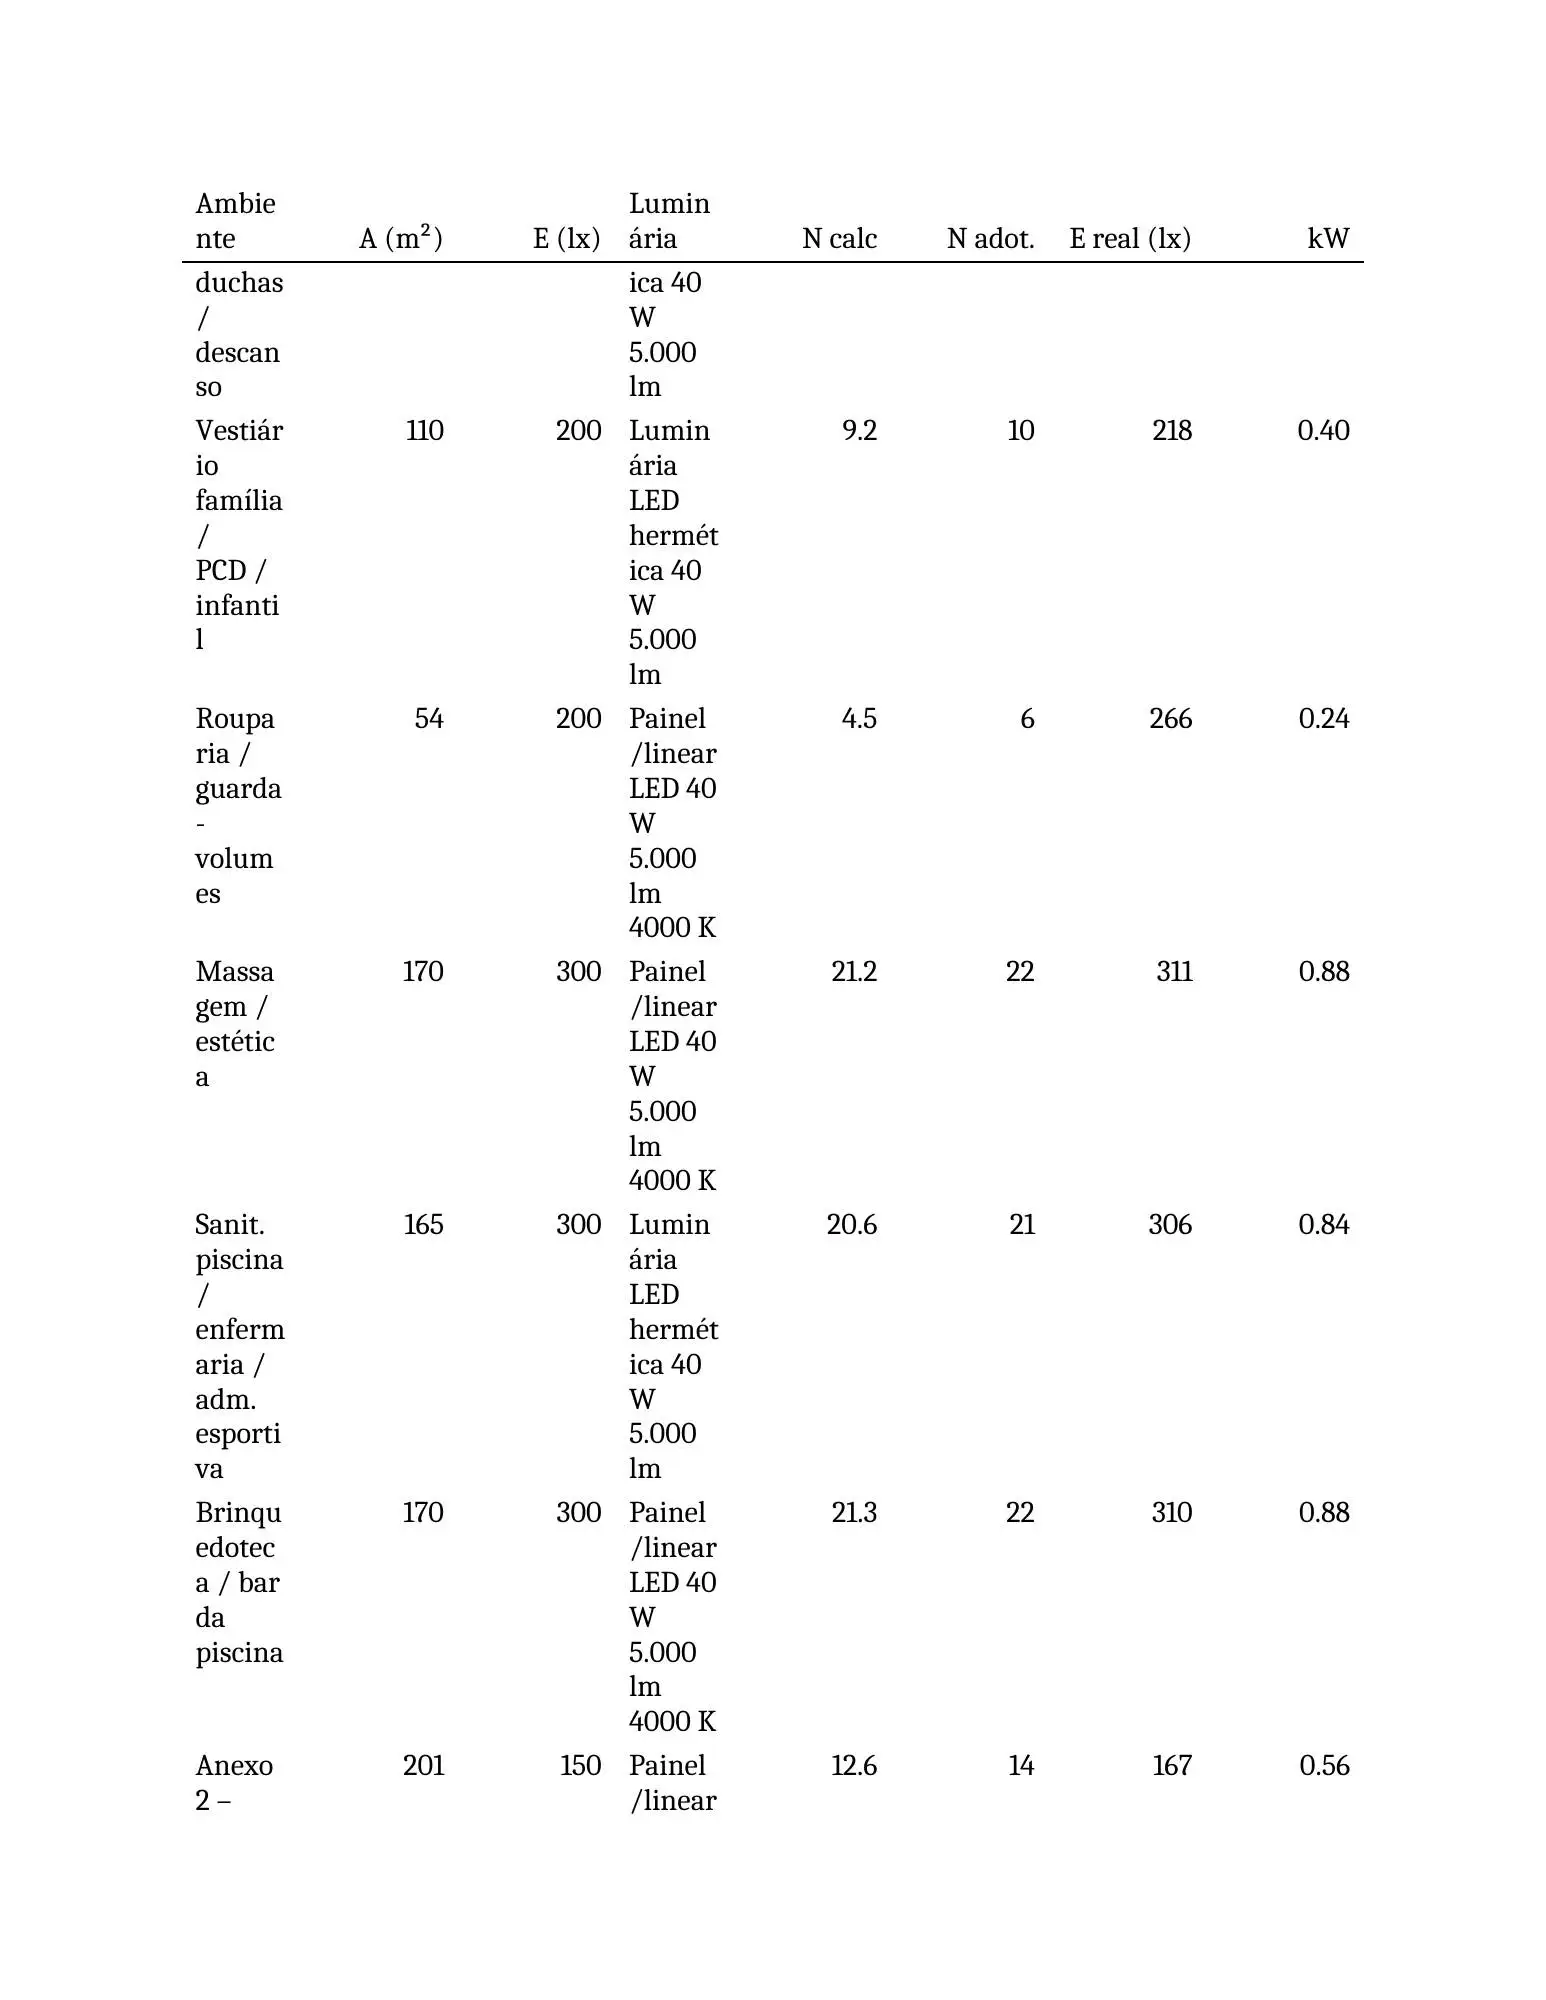 Ambie Lumin
nte A (m²) E (lx) ária N calc N adot. E real (lx) kW
duchas ica 40
/ W
descan 5.000
so lm
Vestiár 110 200 Lumin 9.2 10 218 0.40
io ária
família LED
/ hermét
PCD / ica 40
infanti W
l 5.000
lm
Roupa 54 200 Painel 4.5 6 266 0.24
ria / /linear
guarda LED 40
- W
volum 5.000
es lm
4000 K
Massa 170 300 Painel 21.2 22 311 0.88
gem / /linear
estétic LED 40
a W
5.000
lm
4000 K
Sanit. 165 300 Lumin 20.6 21 306 0.84
piscina ária
/ LED
enferm hermét
aria / ica 40
adm. W
esporti 5.000
va lm
Brinqu 170 300 Painel 21.3 22 310 0.88
edotec /linear
a / bar LED 40
da W
piscina 5.000
lm
4000 K
Anexo 201 150 Painel 12.6 14 167 0.56
2 – /linear